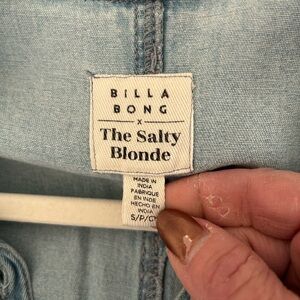 BILLA
BONG
x
The Salty
Blonde
MADE IN
INDIA
FABRIQUÉ
EN INDE
HECHO EN
INDIA
S/P/CH